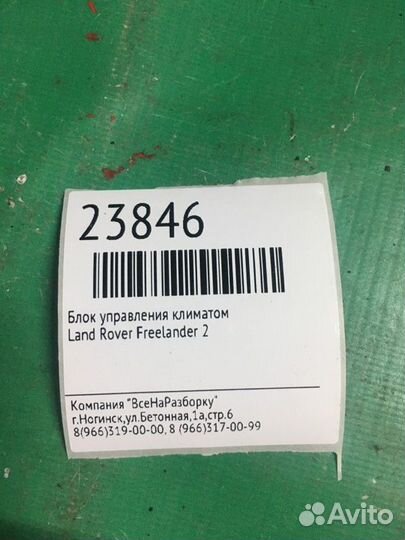 23846
Блок управления климатом
Land Rover Freelander 2
Компания "ВсеНаРазборку"
г.Ногинск,ул.Бетонная,1а,стр.6
8(966)319-00-00, 8 (966)317-00-99
Avito